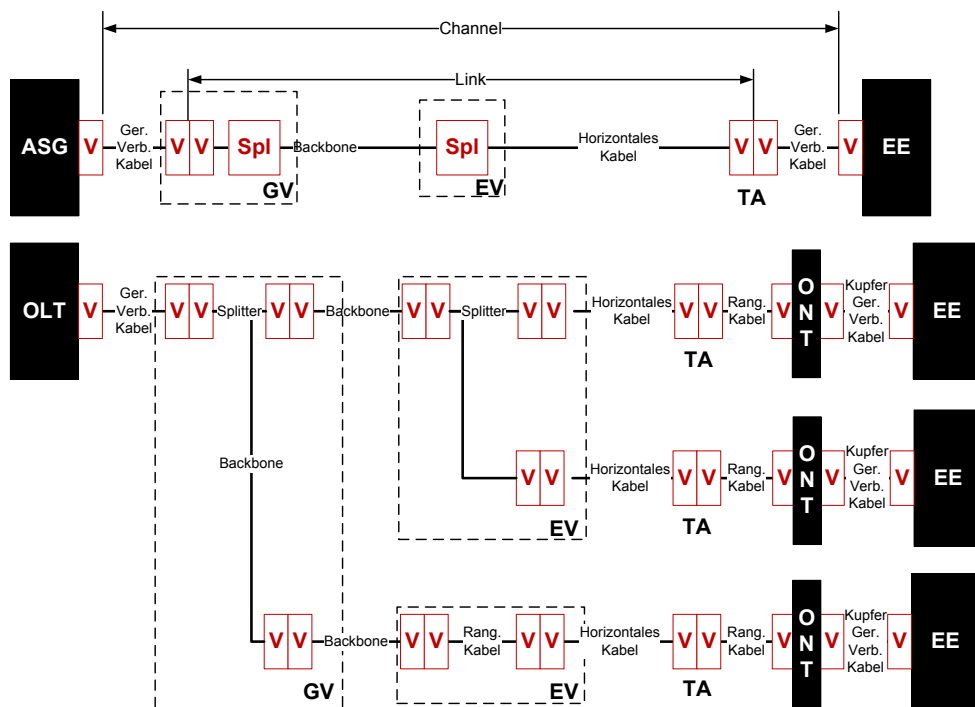 Channel
Link
ASG
V
Ger.
Verb.
Kabel
V V
Spl
Backbone
Spl
Horizontales
Kabel
V V
Ger.
Verb.
Kabel
V
EE
GV
EV
TA
OLT
V
Ger.
Verb.
Kabel
V V
Splitter
V V
Backbone
V V
Splitter
V V
Horizontales
Kabel
V V
Rang.
Kabel
V
O
N
T
V
Kupfer
Ger.
Verb.
Kabel
V
EE
TA
Backbone
V V
Horizontales
Kabel
V V
Rang.
Kabel
V
O
N
T
V
Kupfer
Ger.
Verb.
Kabel
V
EE
EV
TA
V V
Backbone
V V
Rang.
Kabel
V V
Horizontales
Kabel
V V
Rang.
Kabel
V
O
N
T
V
Kupfer
Ger.
Verb.
Kabel
V
EE
GV
EV
TA